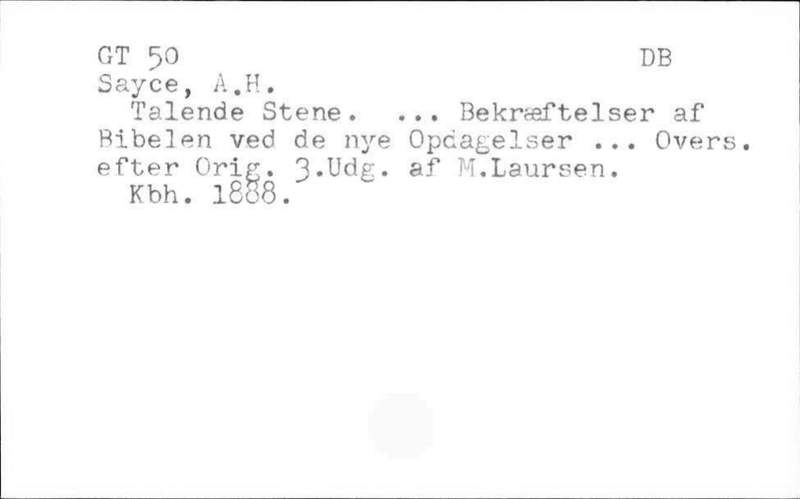 GT 50 DB
Sayce, A.H.
Talende Stene. ... Bekræftelser af
Bibelen ved de nye Opdagelser ... Overs.
efter Orig. 3.Udg. af M.Laursen.
Kbh. 1888.